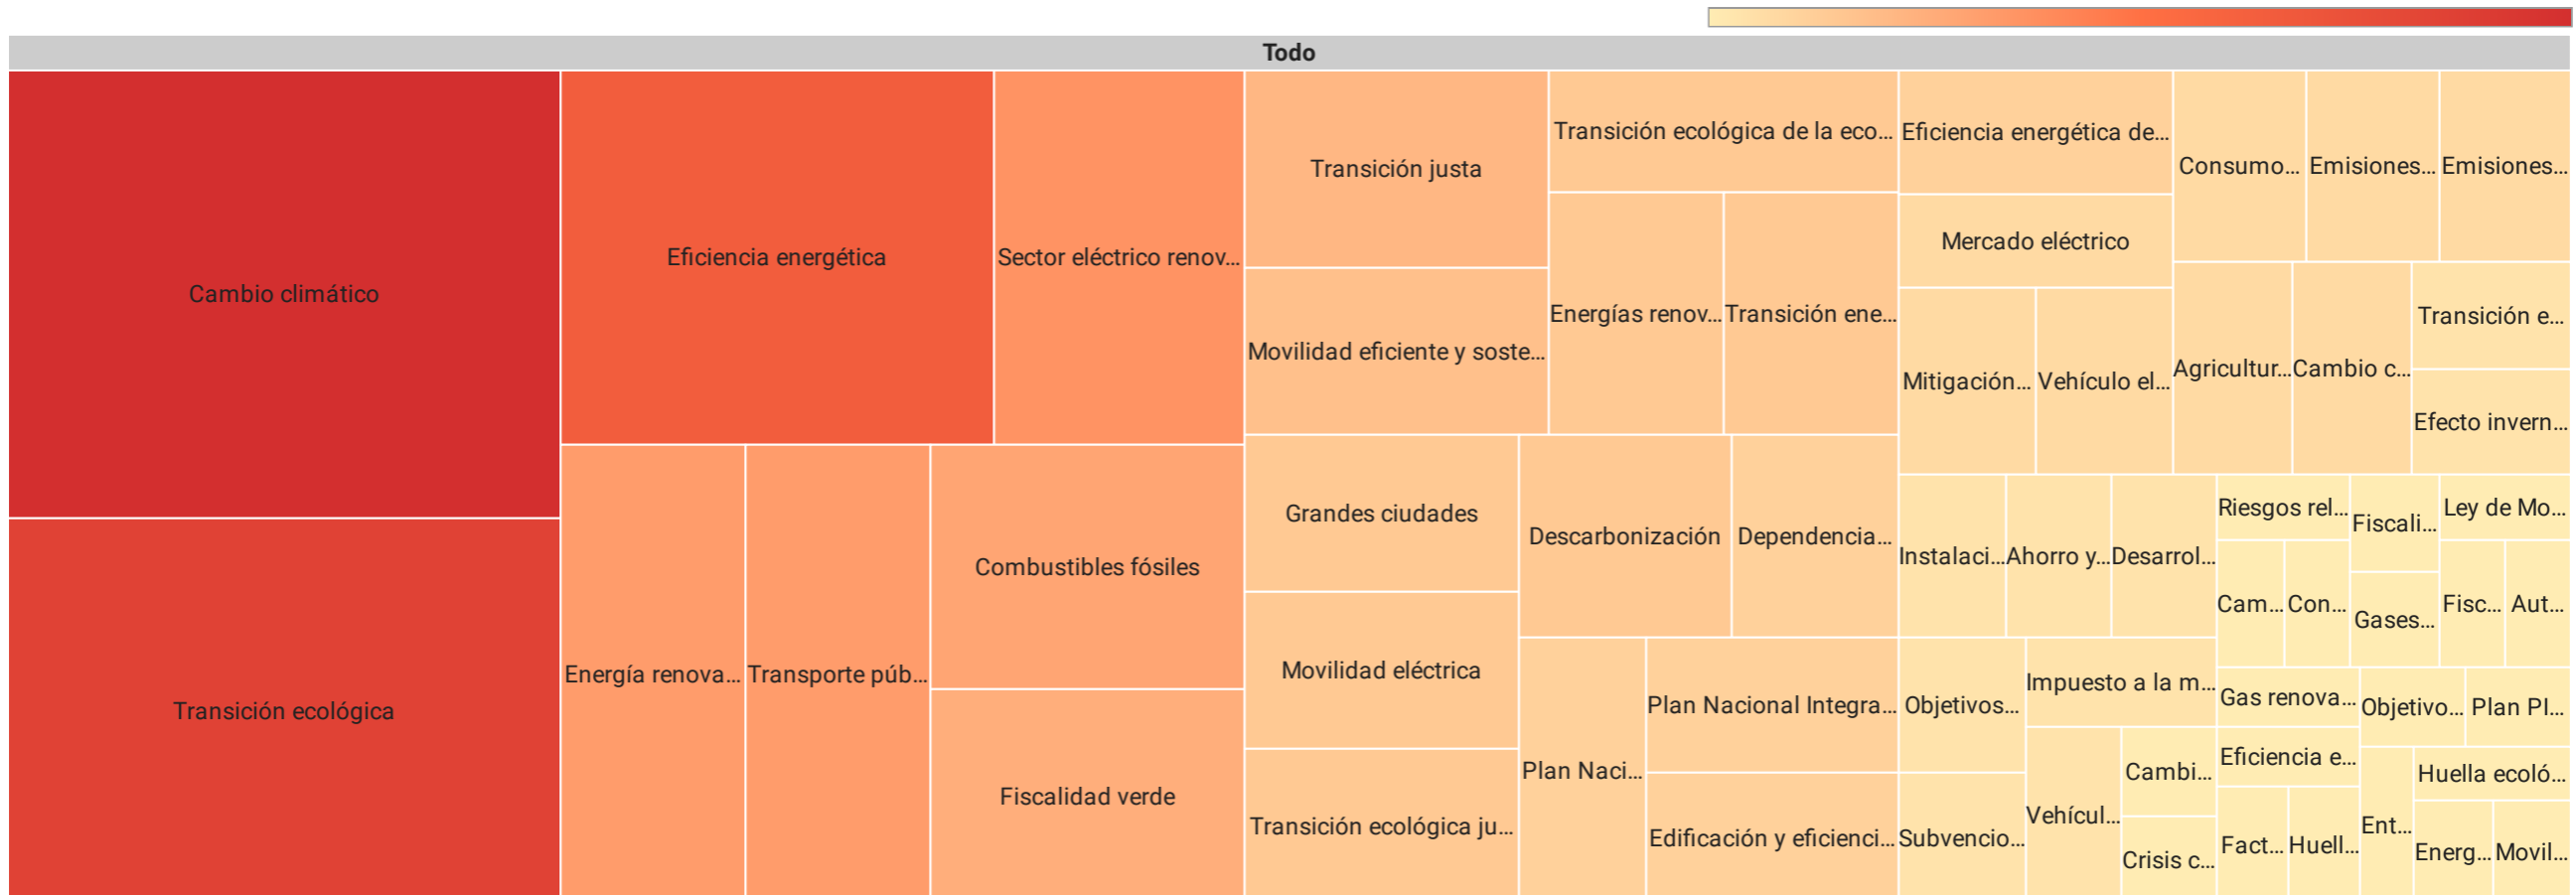 Todo
Cambio climático
Transición ecológica
Eficiencia energética
Sector eléctrico renov...
Energía renova...
Transporte púb...
Combustibles fósiles
Fiscalidad verde
Transición justa
Movilidad eficiente y soste...
Transición ecológica de la eco...
Energías renov...
Transición ene...
Grandes ciudades
Movilidad eléctrica
Transición ecológica ju...
Descarbonización
Dependencia...
Plan Naci...
Plan Nacional Integra...
Edificación y eficienci...
Eficiencia energética de...
Mercado eléctrico
Mitigación...
Vehículo el...
Consumo...
Emisiones...
Emisiones...
Agricultur...
Cambio c...
Transición e...
Efecto invern...
Instalaci...
Ahorro y...
Desarrol...
Objetivos...
Subvencio...
Impuesto a la m...
Vehícul...
Cambi...
Crisis c...
Riesgos rel...
Cam...
Con...
Fiscali...
Gases...
Ley de Mo...
Fisc...
Aut...
Gas renova...
Eficiencia e...
Fact...
Huell...
Objetivo...
Plan PI...
Ent...
Huella ecoló...
Energ...
Movil...